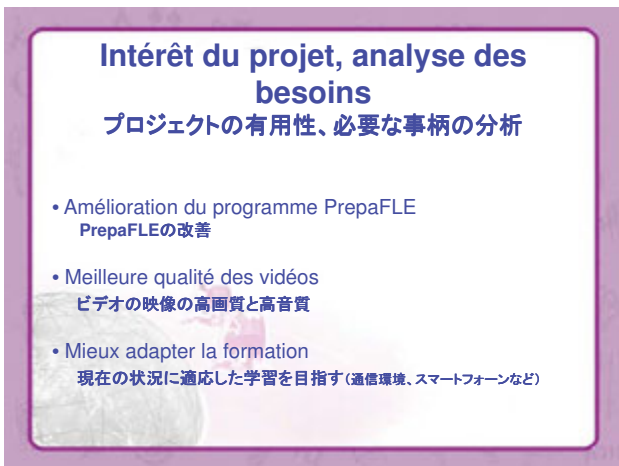 Intérêt du projet, analyse des
besoins
プロジェクトの有用性、必要な事柄の分析
• Amélioration du programme PrepaFLE
PrepaFLEの改善
• Meilleure qualité des vidéos
ビデオの映像の高画質と高音質
• Mieux adapter la formation
現在の状況に適応した学習を目指す（通信環境、スマートフォーンなど）